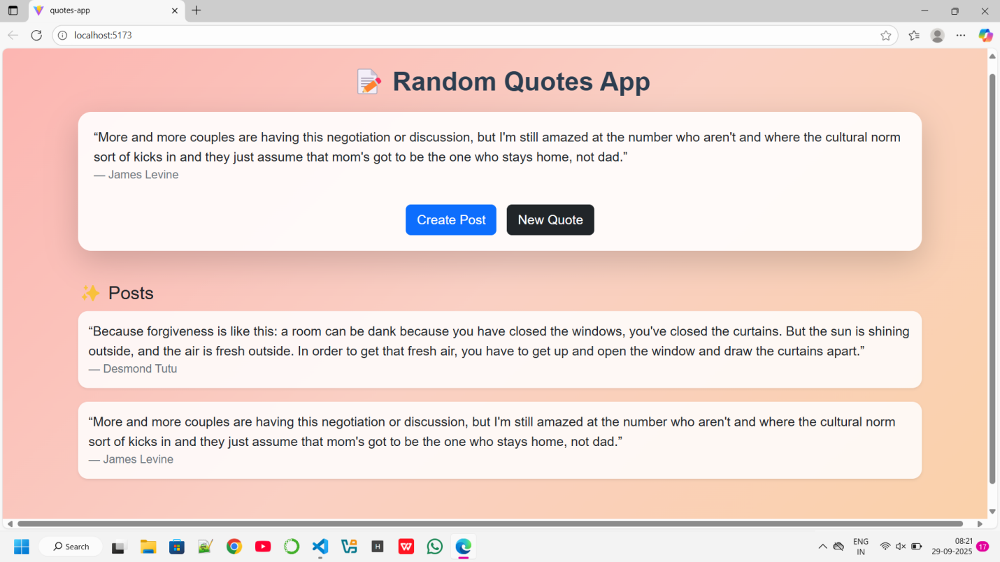 quotes-app
localhost:5173
Random Quotes App
“More and more couples are having this negotiation or discussion, but I'm still amazed at the number who aren't and where the cultural norm
sort of kicks in and they just assume that mom's got to be the one who stays home, not dad.”
— James Levine
Create Post
New Quote
Posts
“Because forgiveness is like this: a room can be dank because you have closed the windows, you've closed the curtains. But the sun is shining
outside, and the air is fresh outside. In order to get that fresh air, you have to get up and open the window and draw the curtains apart.”
— Desmond Tutu
“More and more couples are having this negotiation or discussion, but I'm still amazed at the number who aren't and where the cultural norm
sort of kicks in and they just assume that mom's got to be the one who stays home, not dad.”
— James Levine
Search
H
W
ENG
IN
08:21
29-09-2025
17